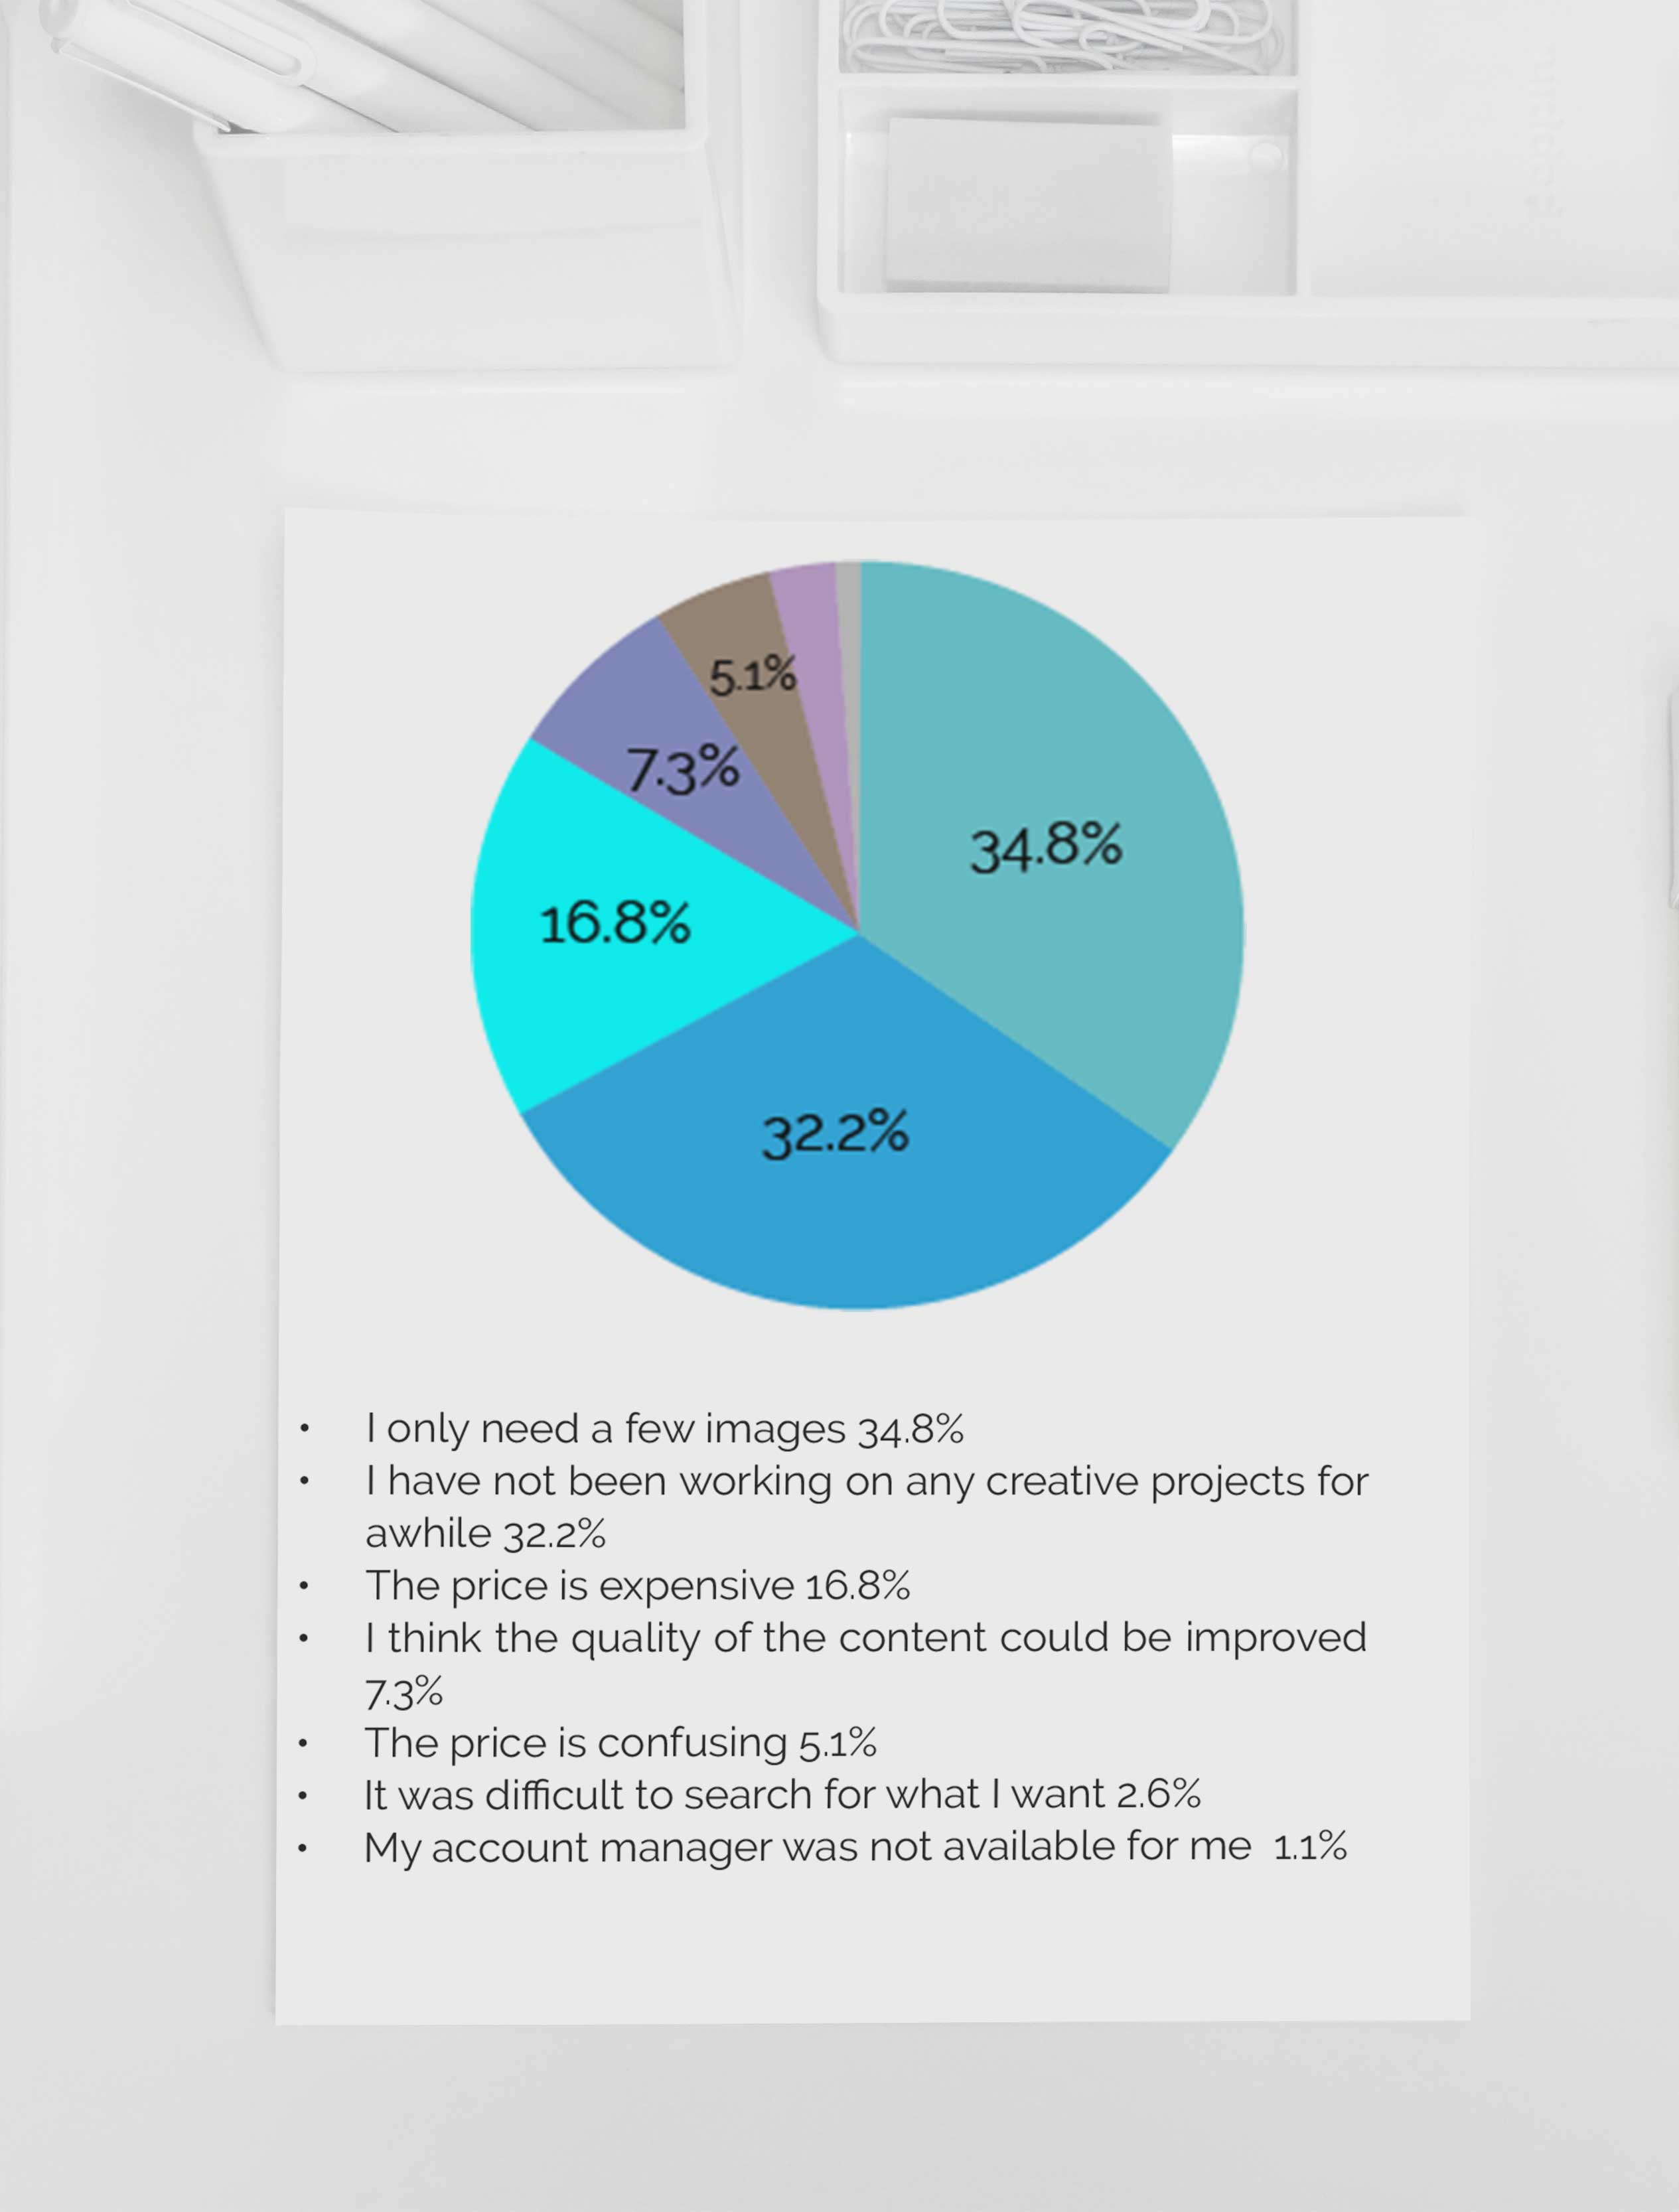 5.1%
7.3%
34.8%
16.8%
32.2%
• I only need a few images 34.8%
• I have not been working on any creative projects for
awhile 32.2%
• The price is expensive 16.8%
• I think the quality of the content could be improved
7.3%
• The price is confusing 5.1%
• It was difficult to search for what I want 2.6%
• My account manager was not available for me 1.1%